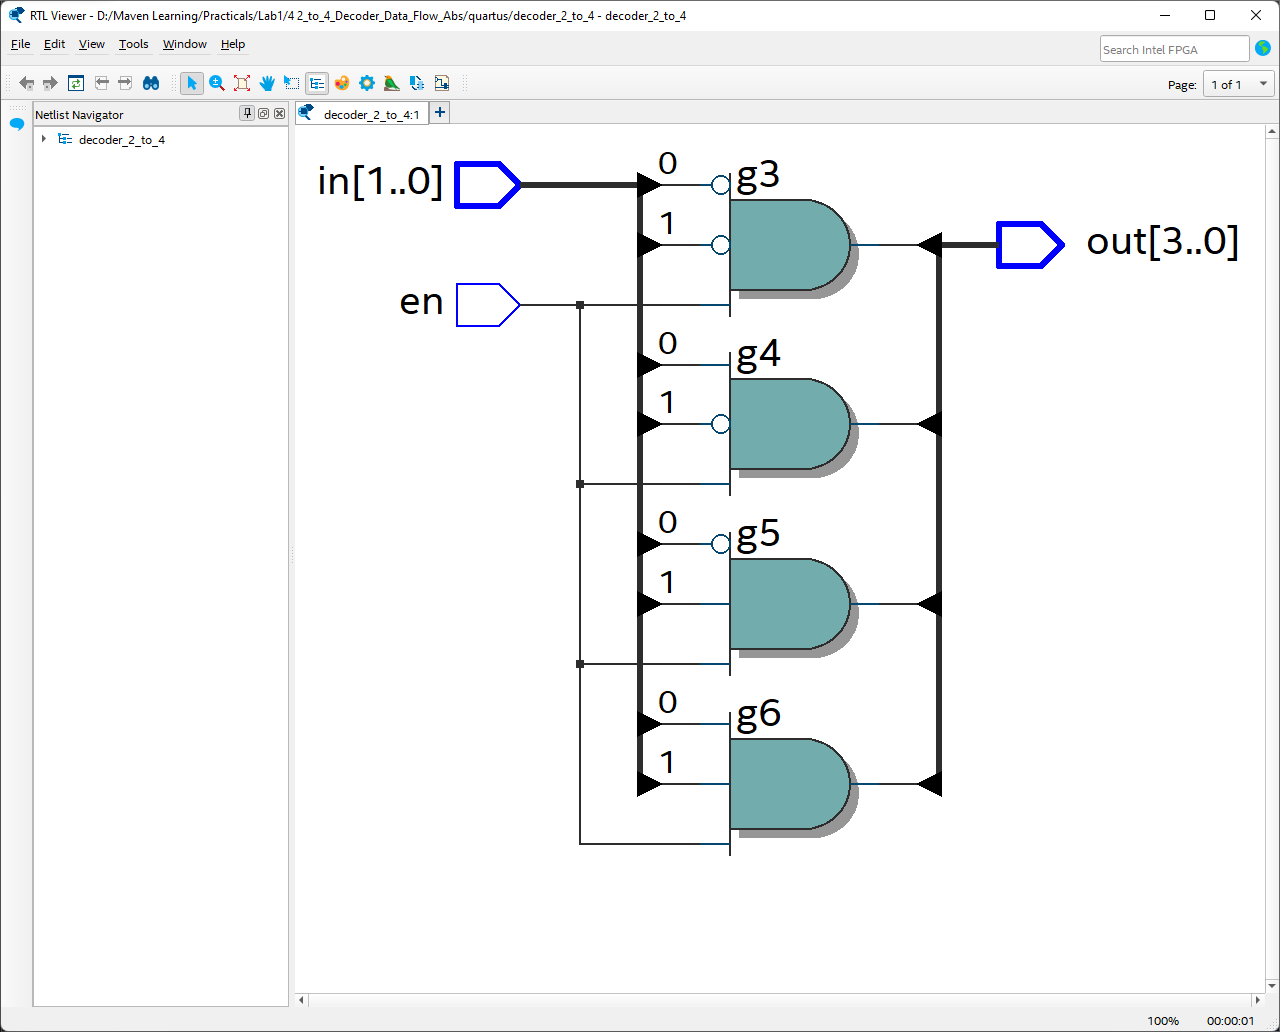 RTL Viewer - D:/Maven Learning/Practicals/Lab1/4 2_to_4_Decoder_Data_Flow_Abs/quartus/decoder_2_to_4 - decoder_2_to_4
File Edit View Tools Window Help
Search Intel FPGA
Page: 1 of 1
Netlist Navigator
decoder_2_to_4:1
decoder_2_to_4
in[1..0]
0
g3
1
out[3..0]
en
0
g4
1
0
g5
1
0
g6
1
100% 00:00:01